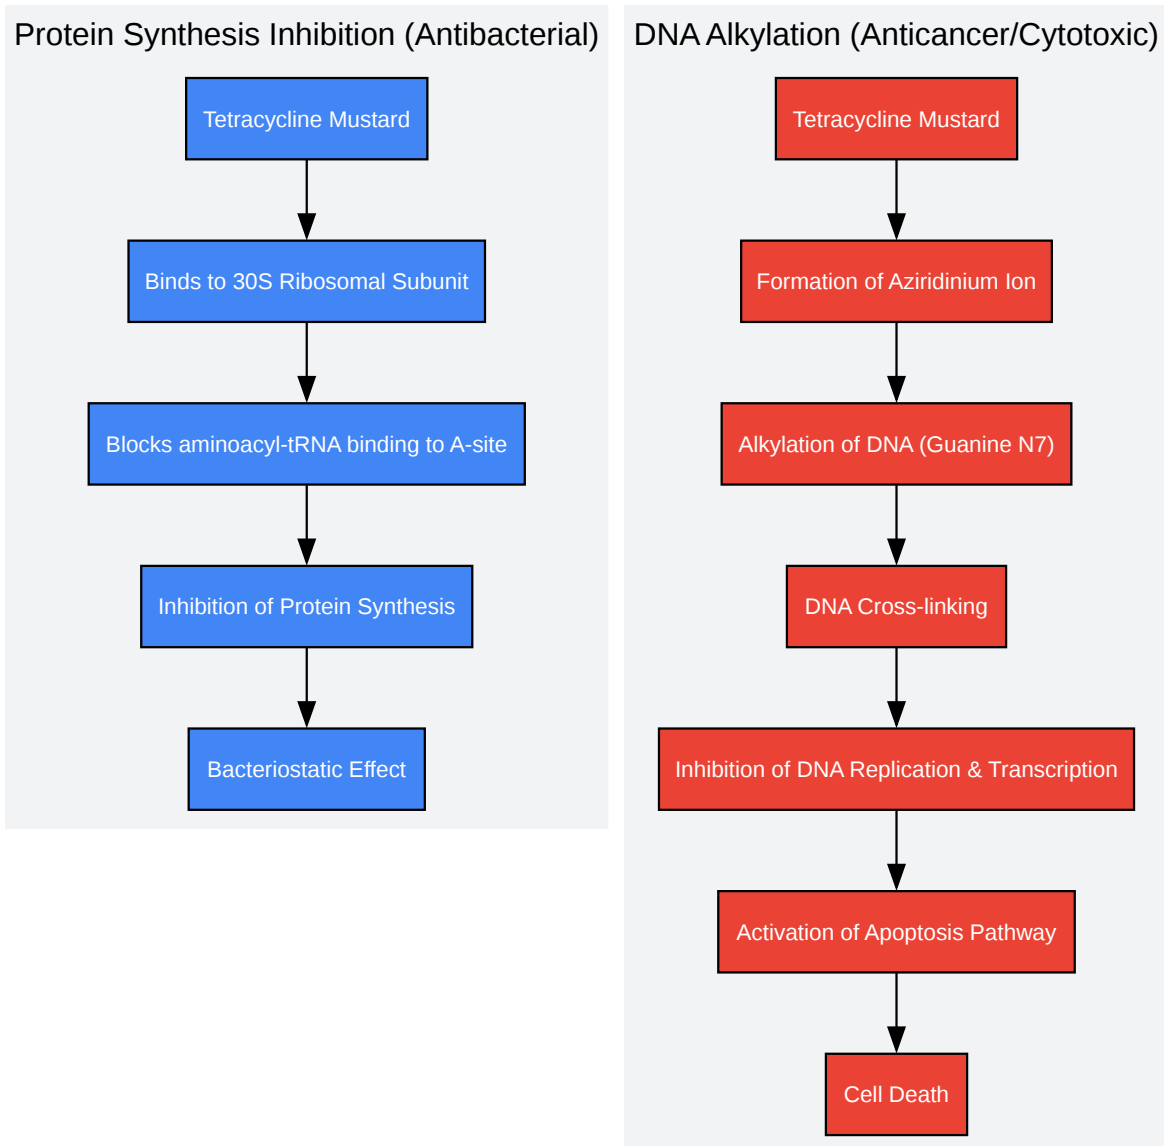 Protein Synthesis Inhibition (Antibacterial)
Tetracycline Mustard
Binds to 30S Ribosomal Subunit
Blocks aminoacyl-tRNA binding to A-site
Inhibition of Protein Synthesis
Bacteriostatic Effect
DNA Alkylation (Anticancer/Cytotoxic)
Tetracycline Mustard
Formation of Aziridinium Ion
Alkylation of DNA (Guanine N7)
DNA Cross-linking
Inhibition of DNA Replication & Transcription
Activation of Apoptosis Pathway
Cell Death